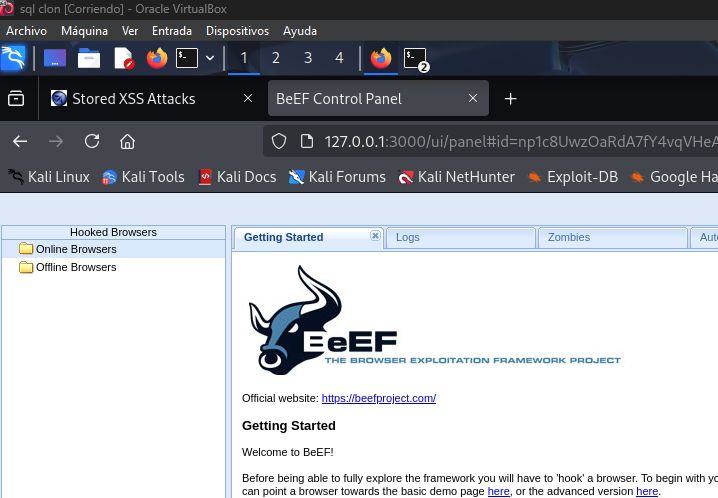 sql clon [Corriendo] - Oracle VirtualBox
Archivo Máquina Ver Entrada Dispositivos Ayuda
1 2 3 4 2
Stored XSS Attacks BeEF Control Panel
127.0.0.1:3000/ui/panel#id=np1c8UwzOaRdA7fY4vqVHeA
Kali Linux Kali Tools Kali Docs Kali Forums Kali NetHunter Exploit-DB Google Ha
Hooked Browsers
Online Browsers
Offline Browsers
Getting Started Logs Zombies Aut
BeEF
THE BROWSER EXPLOITATION FRAMEWORK PROJECT
Official website: https://beefproject.com/
Getting Started
Welcome to BeEF!
Before being able to fully explore the framework you will have to 'hook' a browser. To begin with yo
can point a browser towards the basic demo page here, or the advanced version here.